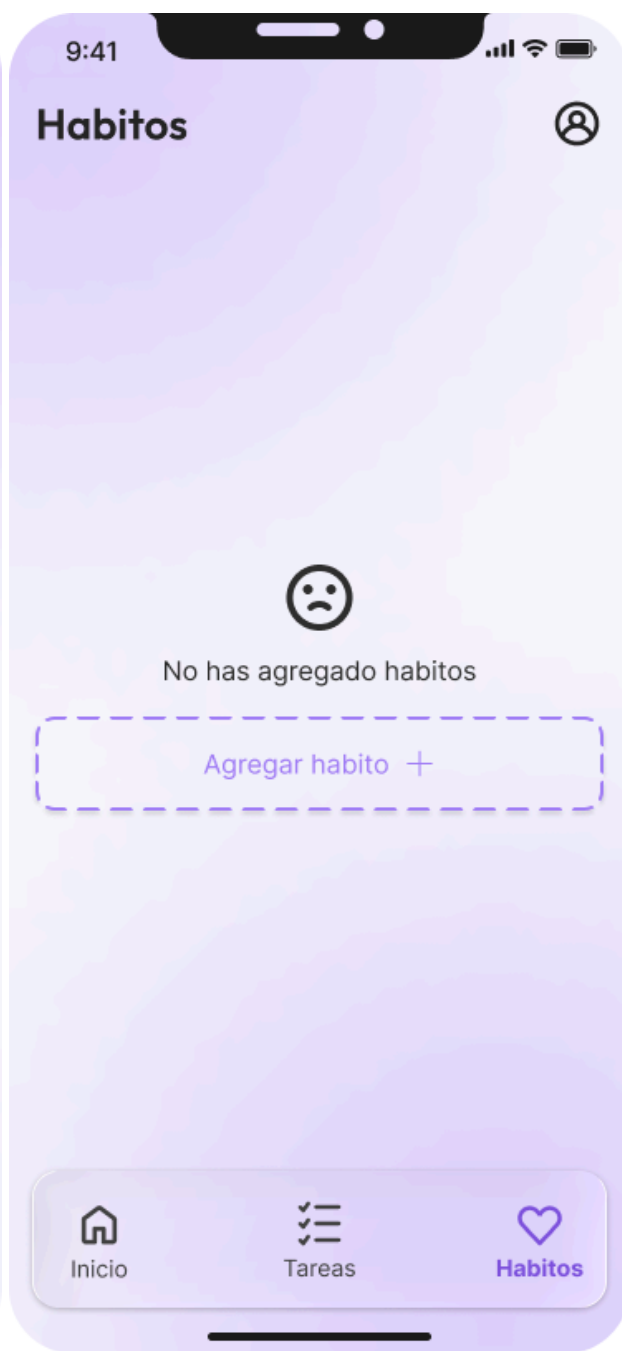 9:41
Habitos
No has agregado habitos
Agregar habito +
Inicio
Tareas
Habitos